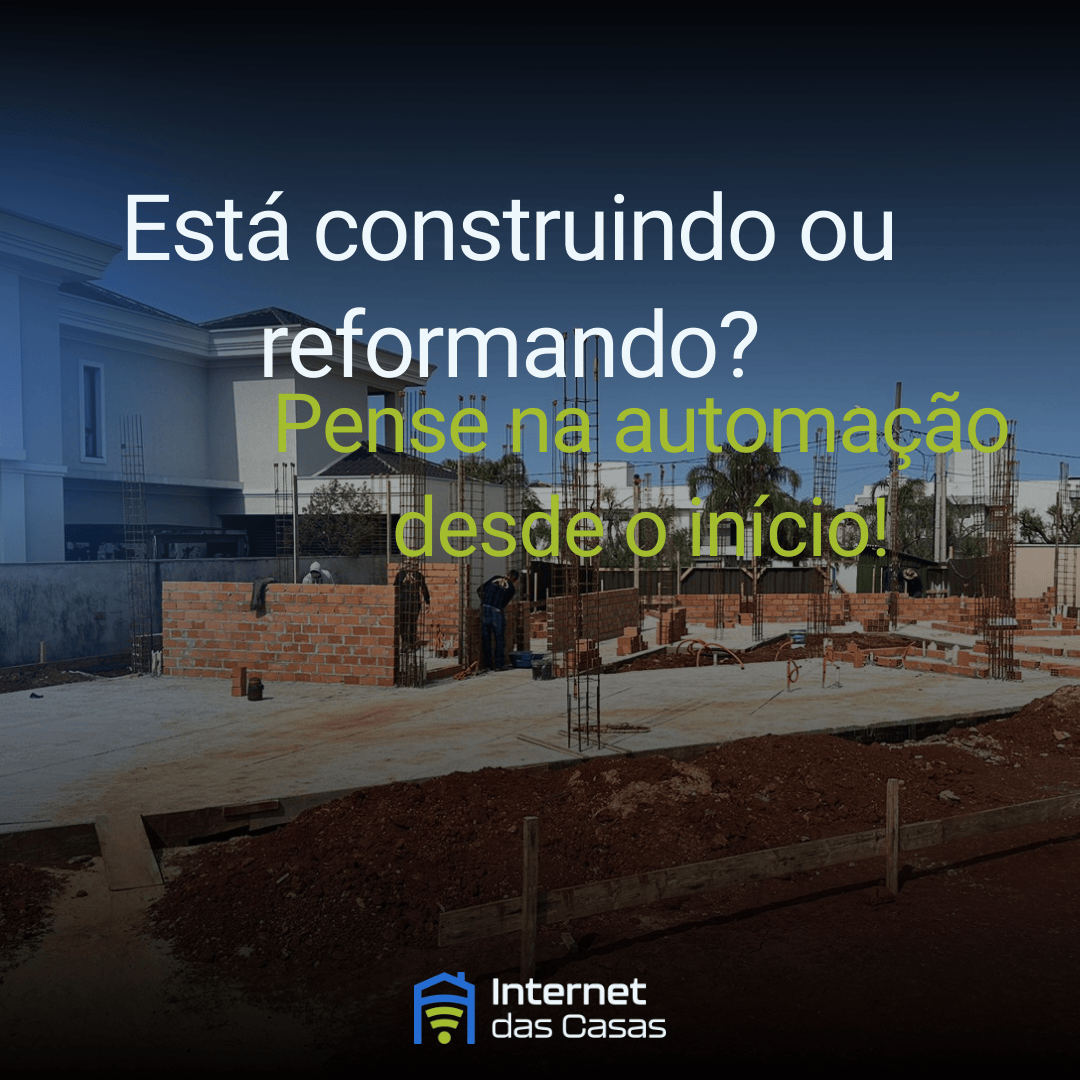 Está construindo ou
reformando?
Pense na automação
desde o início!
Internet
das Casas